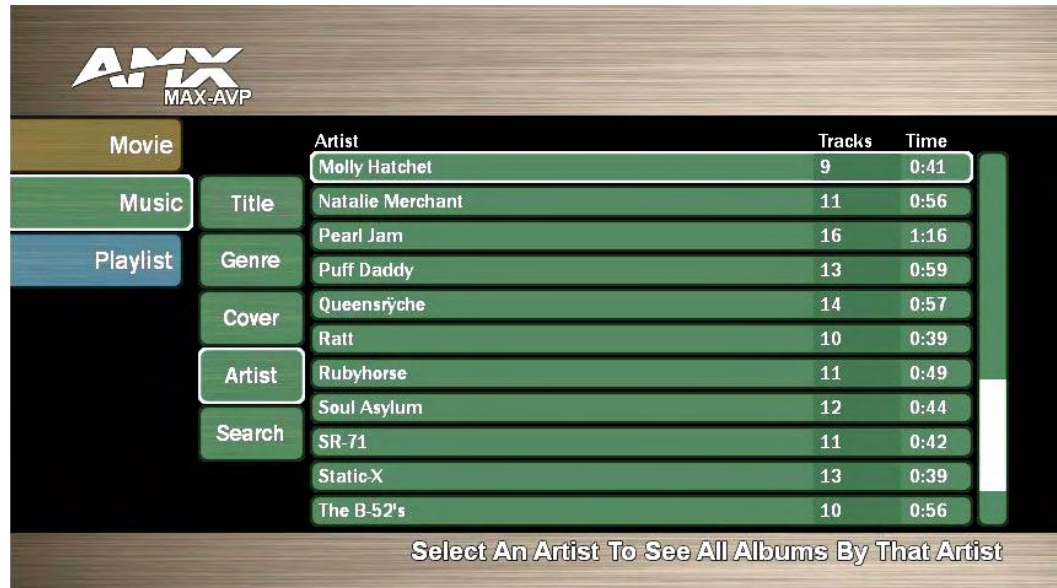 AMX
MAX-AVP
Movie
Music
Playlist
Title
Genre
Cover
Artist
Search
Artist Tracks Time
Molly Hatchet 9 0:41
Natalie Merchant 11 0:56
Pearl Jam 16 1:16
Puff Daddy 13 0:59
Queensrÿche 14 0:57
Ratt 10 0:39
Rubyhorse 11 0:49
Soul Asylum 12 0:44
SR-71 11 0:42
Static-X 13 0:39
The B-52's 10 0:56
Select An Artist To See All Albums By That Artist